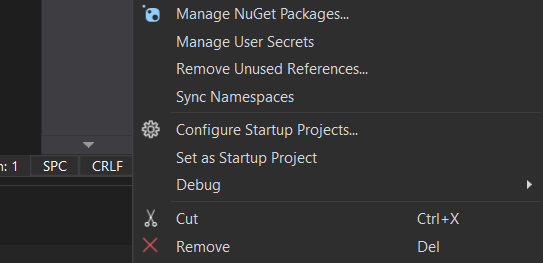 Manage NuGet Packages...
Manage User Secrets
Remove Unused References...
Sync Namespaces
Configure Startup Projects...
Set as Startup Project
Debug
Cut Ctrl+X
Remove Del
: 1 SPC CRLF